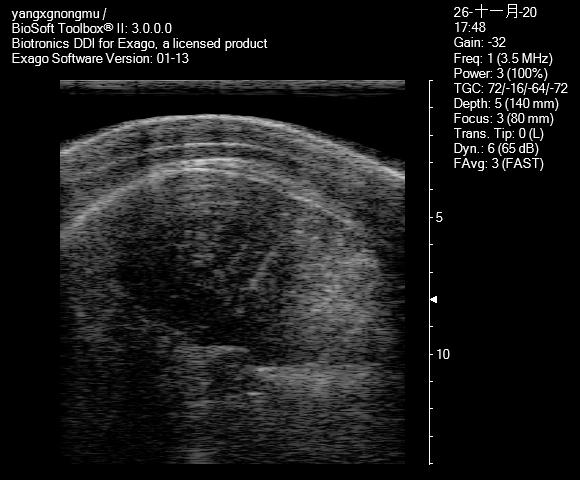 yangxgnongmu /
BioSoft Toolbox® II: 3.0.0.0
Biotronics DDI for Exago, a licensed product
Exago Software Version: 01-13
26-十一月-20
17:48
Gain: -32
Freq: 1 (3.5 MHz)
Power: 3 (100%)
TGC: 72/-16/-64/-72
Depth: 5 (140 mm)
Focus: 3 (80 mm)
Trans. Tip: 0 (L)
Dyn.: 6 (65 dB)
FAvg: 3 (FAST)
5
10